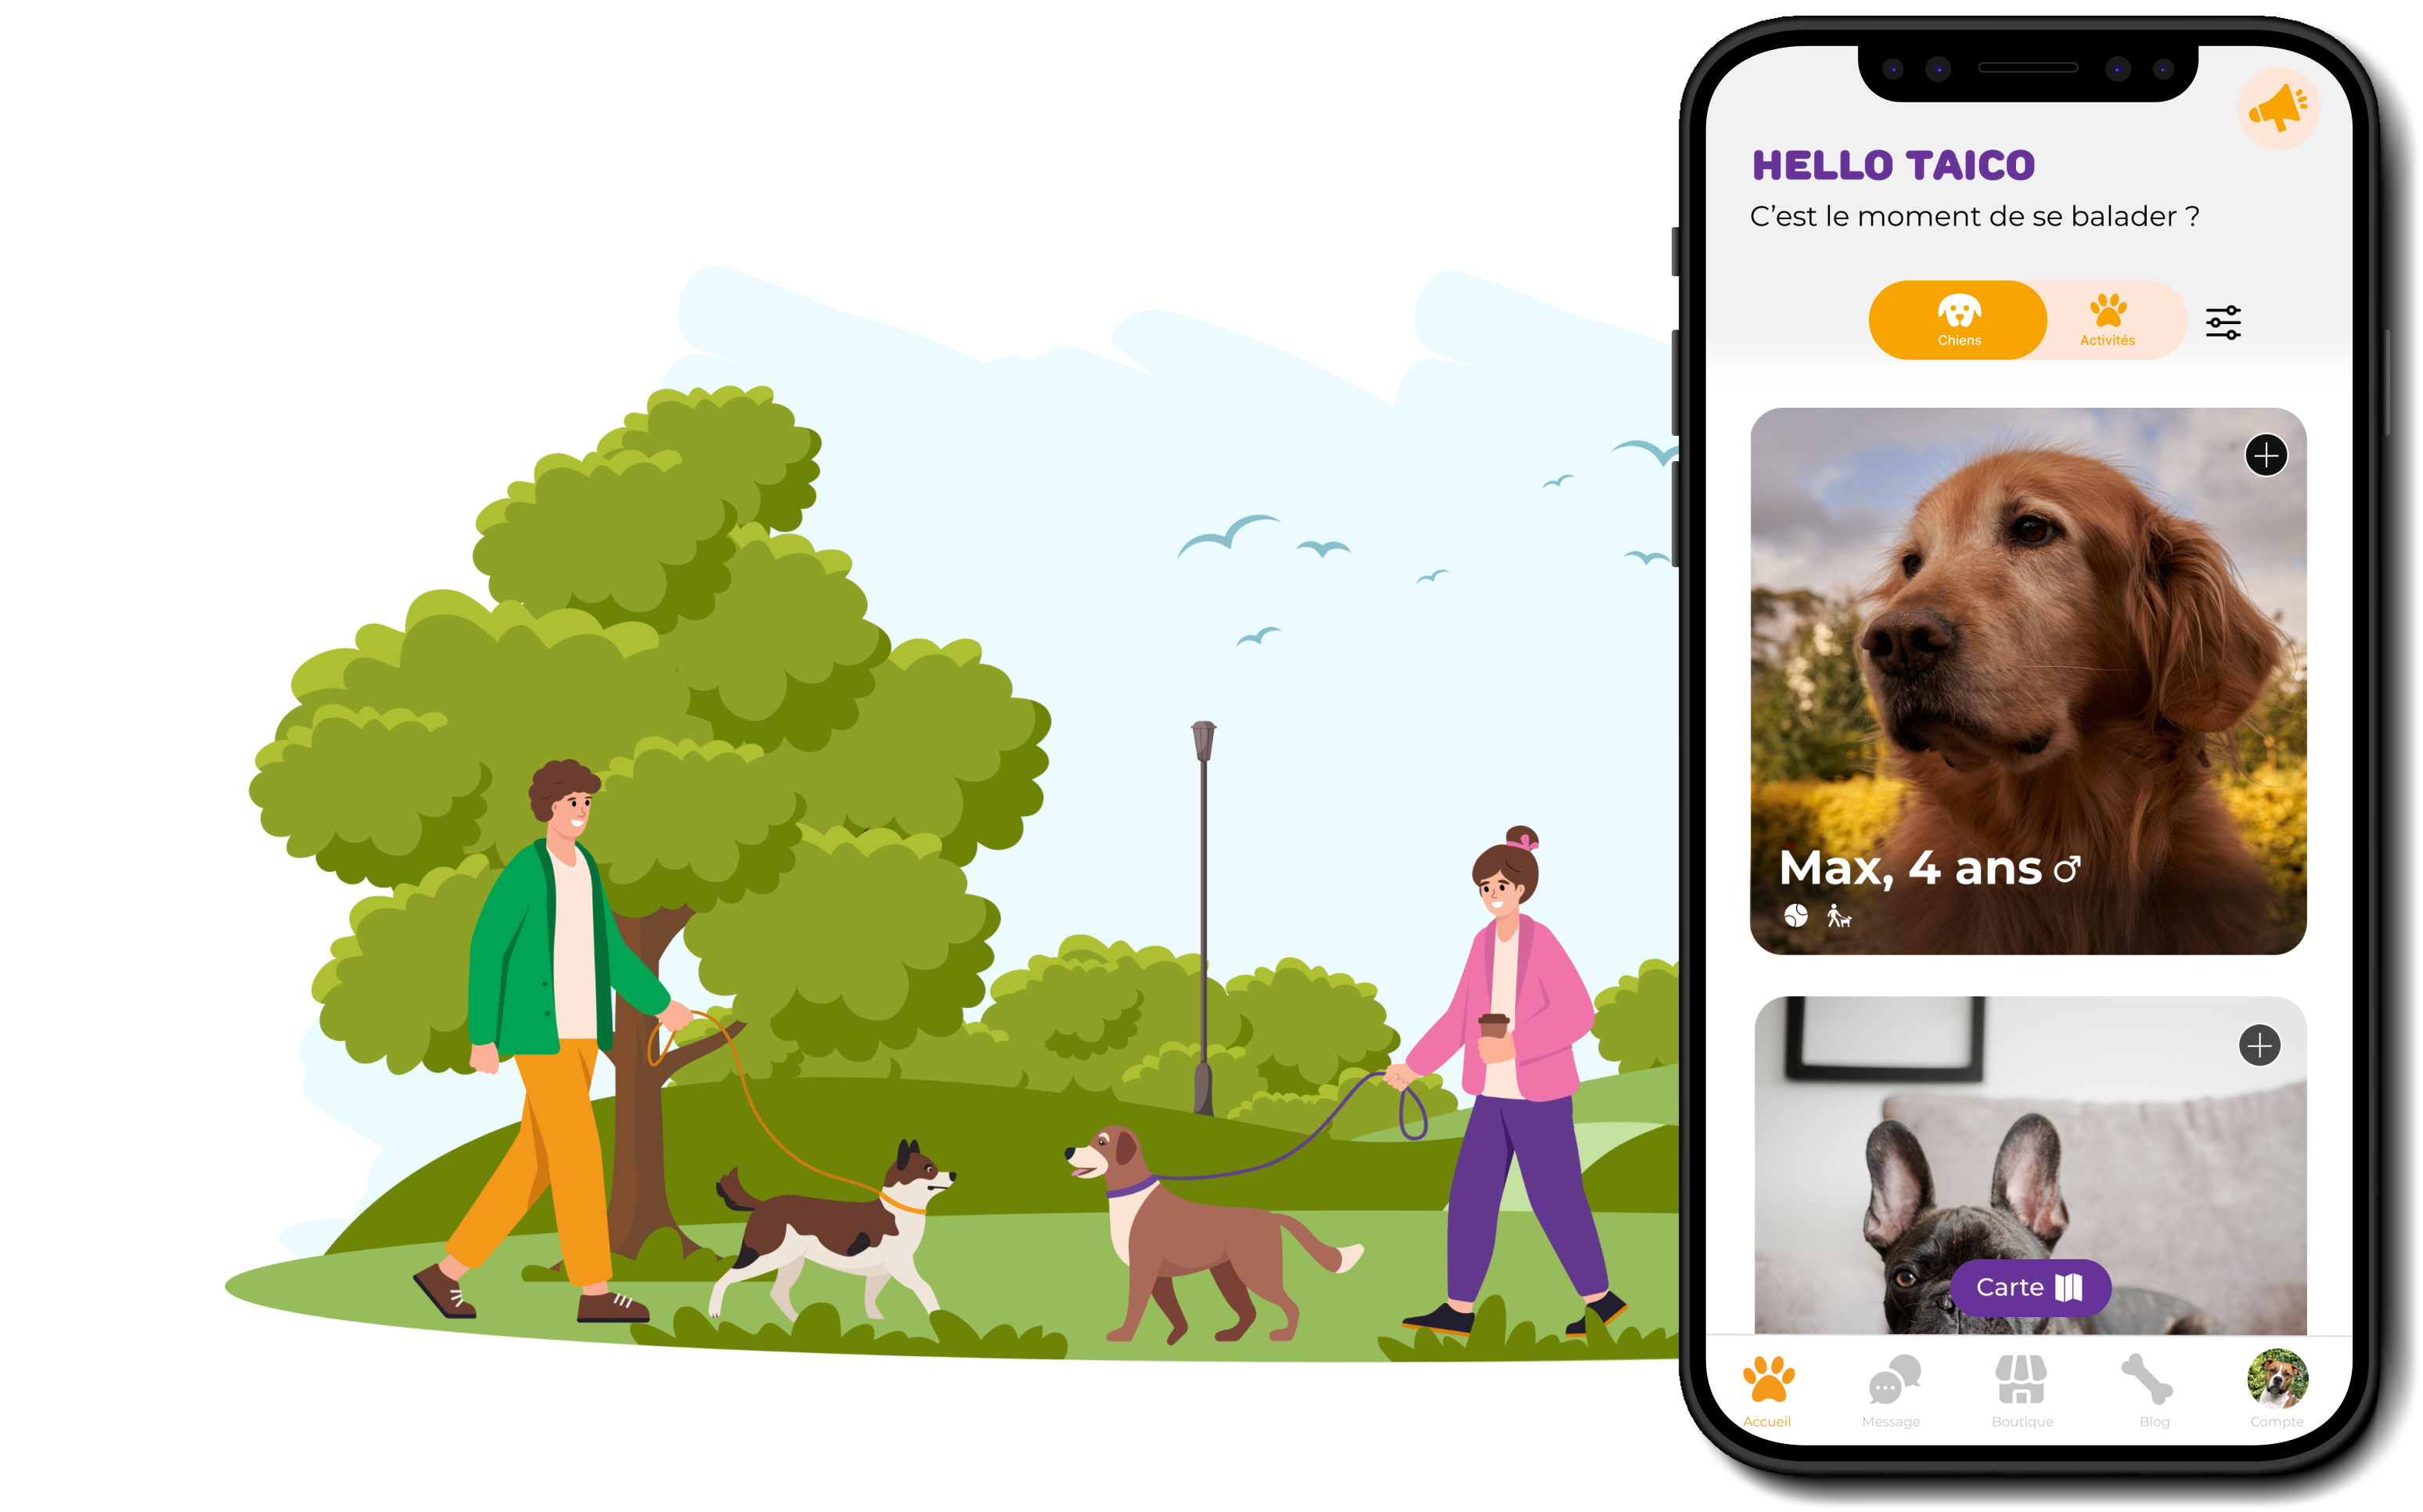 HELLO TAICO
C’est le moment de se balader ?
Chiens
Activités
Max, 4 ans ♂
Carte
Accueil
Message
Boutique
Blog
Compte